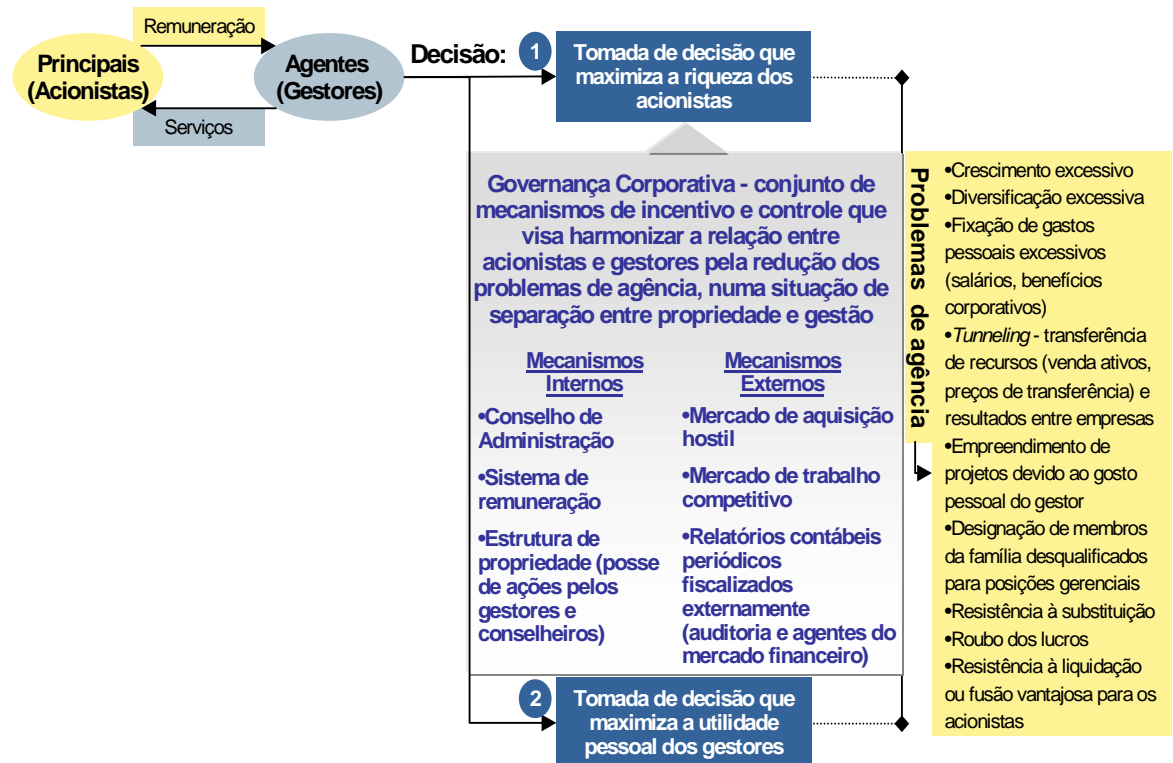 Remuneração
Principais
(Acionistas)
Agentes
(Gestores)
Serviços
Decisão:
1
Tomada de decisão que
maximiza a riqueza dos
acionistas
Governança Corporativa - conjunto de
mecanismos de incentivo e controle que
visa harmonizar a relação entre
acionistas e gestores pela redução dos
problemas de agência, numa situação de
separação entre propriedade e gestão
Mecanismos
Internos
•Conselho de
Administração
•Sistema de
remuneração
•Estrutura de
propriedade (posse
de ações pelos
gestores e
conselheiros)
Mecanismos
Externos
•Mercado de aquisição
hostil
•Mercado de trabalho
competitivo
•Relatórios contábeis
periódicos
fiscalizados
externamente
(auditoria e agentes do
mercado financeiro)
2
Tomada de decisão que
maximiza a utilidade
pessoal dos gestores
Problemas de agência
•Crescimento excessivo
•Diversificação excessiva
•Fixação de gastos
pessoais excessivos
(salários, benefícios
corporativos)
•Tunneling - transferência
de recursos (venda ativos,
preços de transferência) e
resultados entre empresas
•Empreendimento de
projetos devido ao gosto
pessoal do gestor
•Designação de membros
da família desqualificados
para posições gerenciais
•Resistência à substituição
•Roubo dos lucros
•Resistência à liquidação
ou fusão vantajosa para os
acionistas